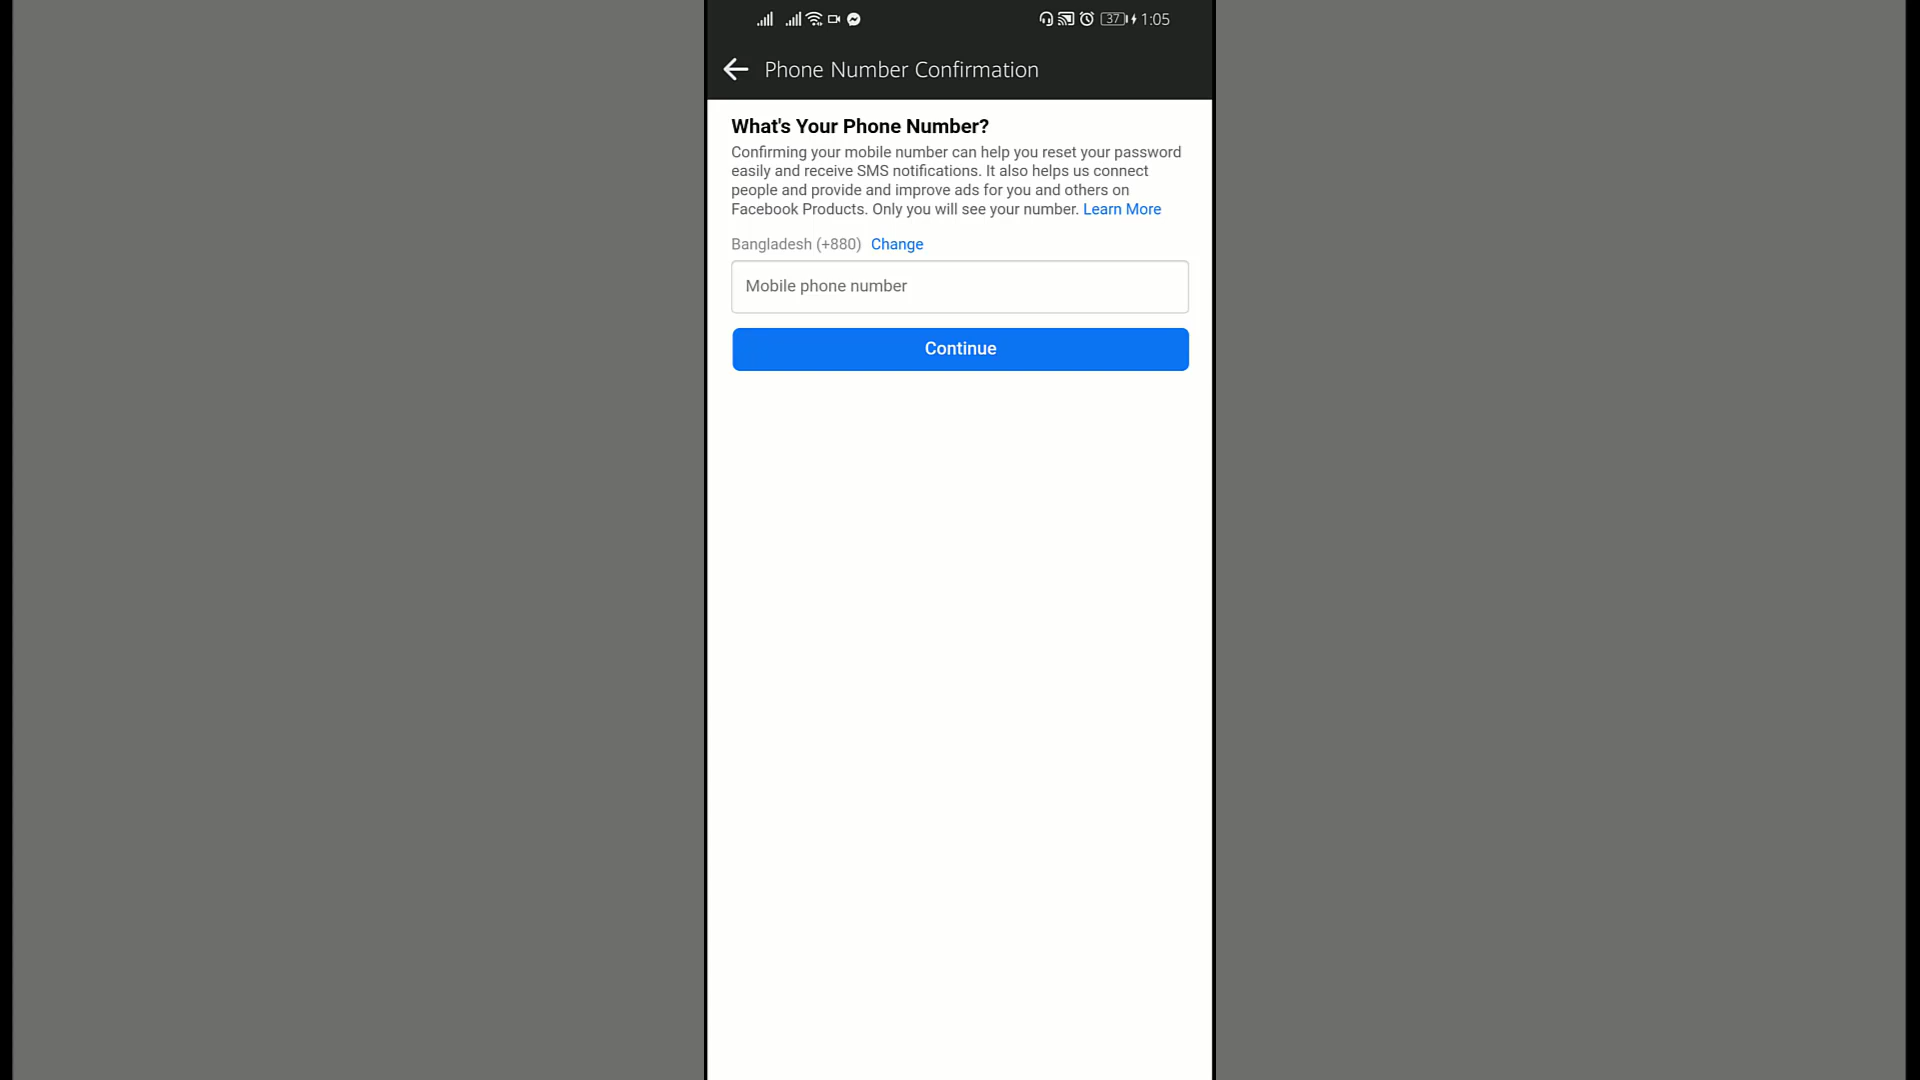 37 1:05
Phone Number Confirmation
What's Your Phone Number?
Confirming your mobile number can help you reset your password
easily and receive SMS notifications. It also helps us connect
people and provide and improve ads for you and others on
Facebook Products. Only you will see your number. Learn More
Bangladesh (+880) Change
Mobile phone number
Continue